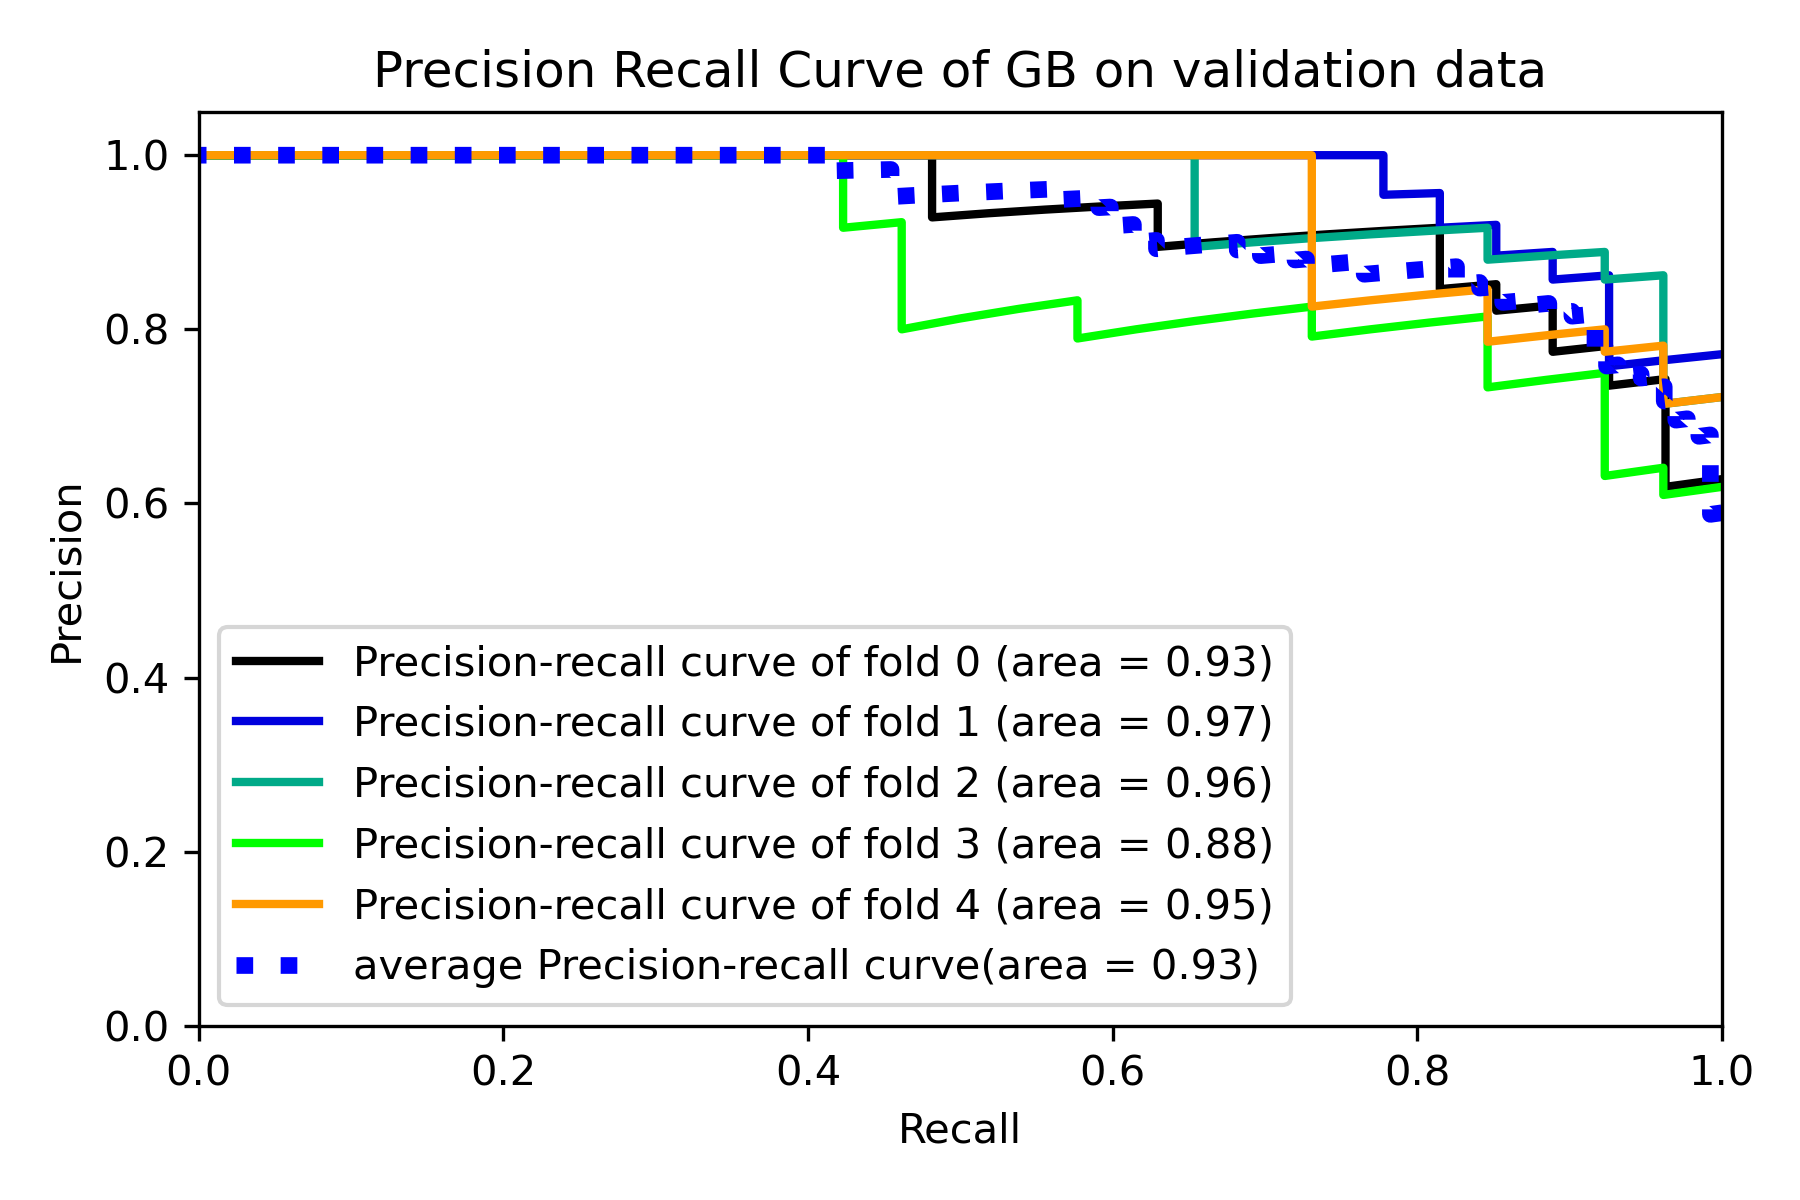 Precision Recall Curve of GB on validation data
1.0
0.8
0.6
0.4
0.2
0.0
Precision
Precision-recall curve of fold 0 (area = 0.93)
Precision-recall curve of fold 1 (area = 0.97)
Precision-recall curve of fold 2 (area = 0.96)
Precision-recall curve of fold 3 (area = 0.88)
Precision-recall curve of fold 4 (area = 0.95)
average Precision-recall curve(area = 0.93)
0.0 0.2 0.4 0.6 0.8 1.0
Recall